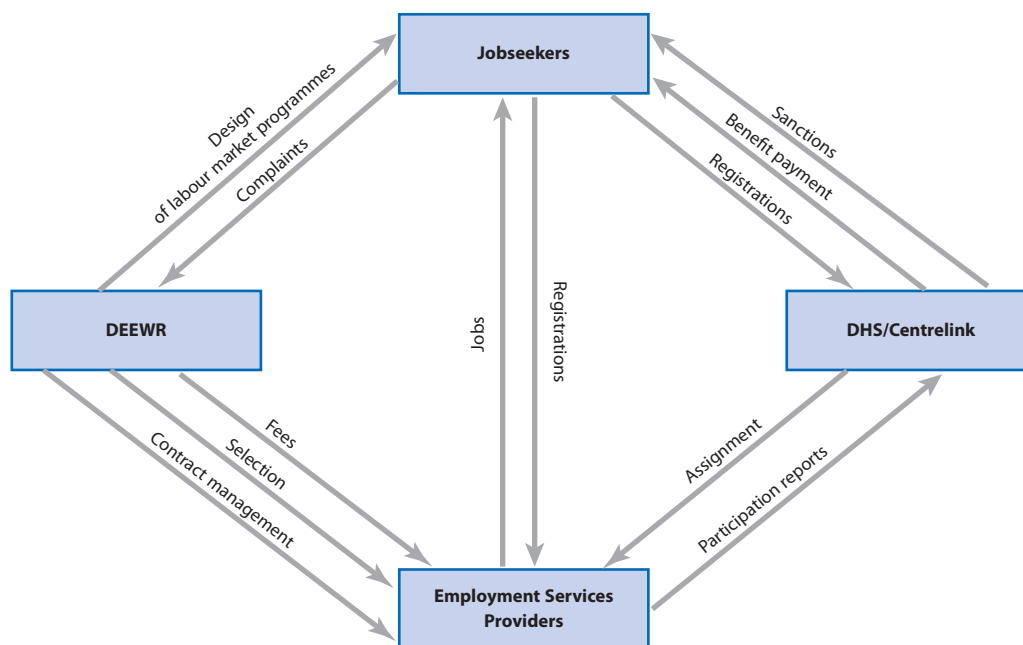 Jobseekers
Design
of labour market programmes
Complaints
Sanctions
Benefit payment
Registrations
DEEWR
DHS/Centrelink
Jobs
Registrations
Fees
Selection
Contract management
Assignment
Participation reports
Employment Services
Providers